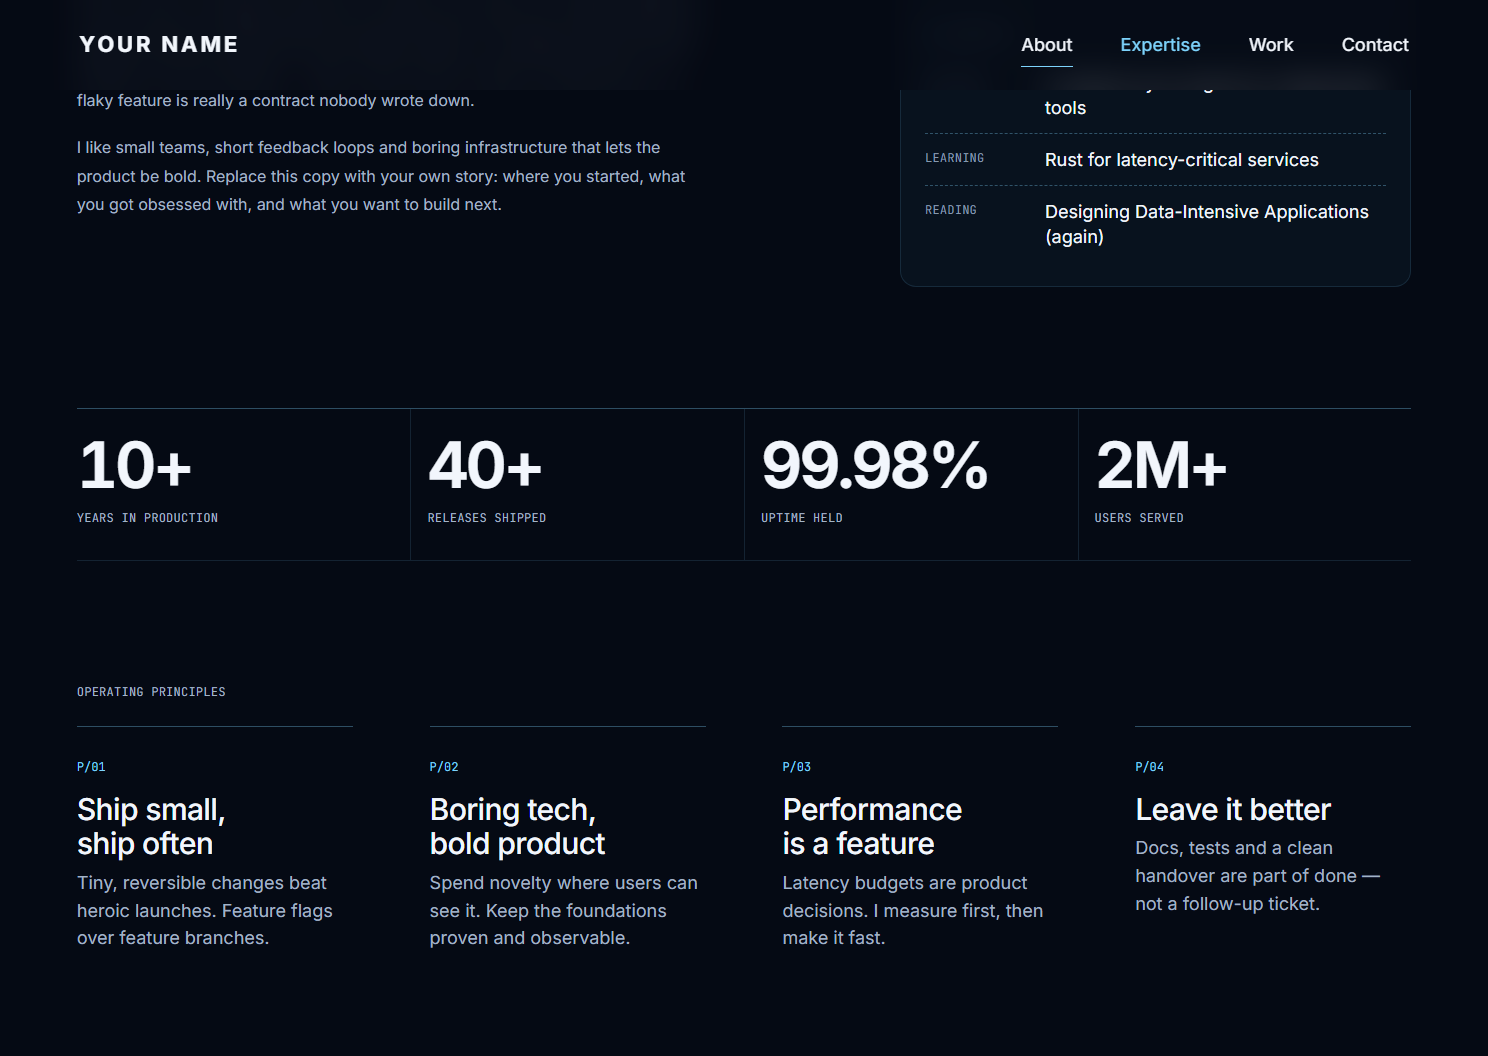 YOUR NAME
About
Expertise
Work
Contact
flaky feature is really a contract nobody wrote down.
I like small teams, short feedback loops and boring infrastructure that lets the
product be bold. Replace this copy with your own story: where you started, what
you got obsessed with, and what you want to build next.
tools
LEARNING
Rust for latency-critical services
READING
Designing Data-Intensive Applications
(again)
10+
YEARS IN PRODUCTION
40+
RELEASES SHIPPED
99.98%
UPTIME HELD
2M+
USERS SERVED
OPERATING PRINCIPLES
P/01
Ship small,
ship often
Tiny, reversible changes beat
heroic launches. Feature flags
over feature branches.
P/02
Boring tech,
bold product
Spend novelty where users can
see it. Keep the foundations
proven and observable.
P/03
Performance
is a feature
Latency budgets are product
decisions. I measure first, then
make it fast.
P/04
Leave it better
Docs, tests and a clean
handover are part of done —
not a follow-up ticket.